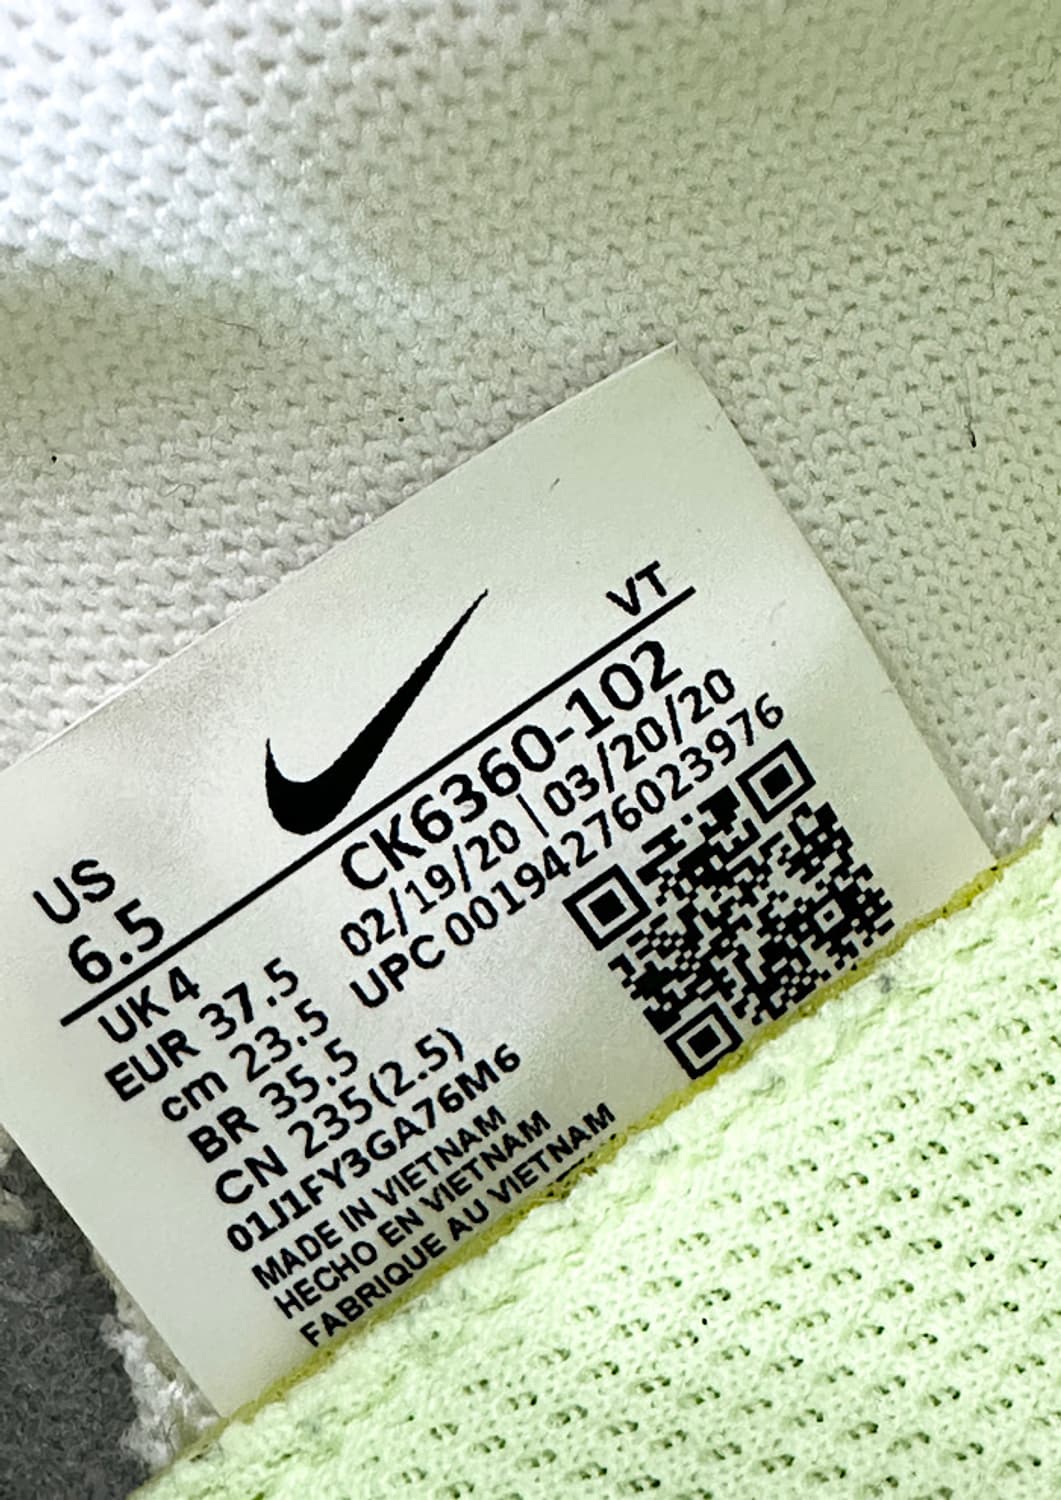 VT
US
6.5
CK6360-102
02/19/20 | 03/20/20
UPC 00194276023976
UK 4
EUR 37.5
cm 23.5
BR 35.5
CN 235(2.5)
01J1FY3GA76M6
MADE IN VIETNAM
HECHO EN VIETNAM
FABRIQUE AU VIETNAM